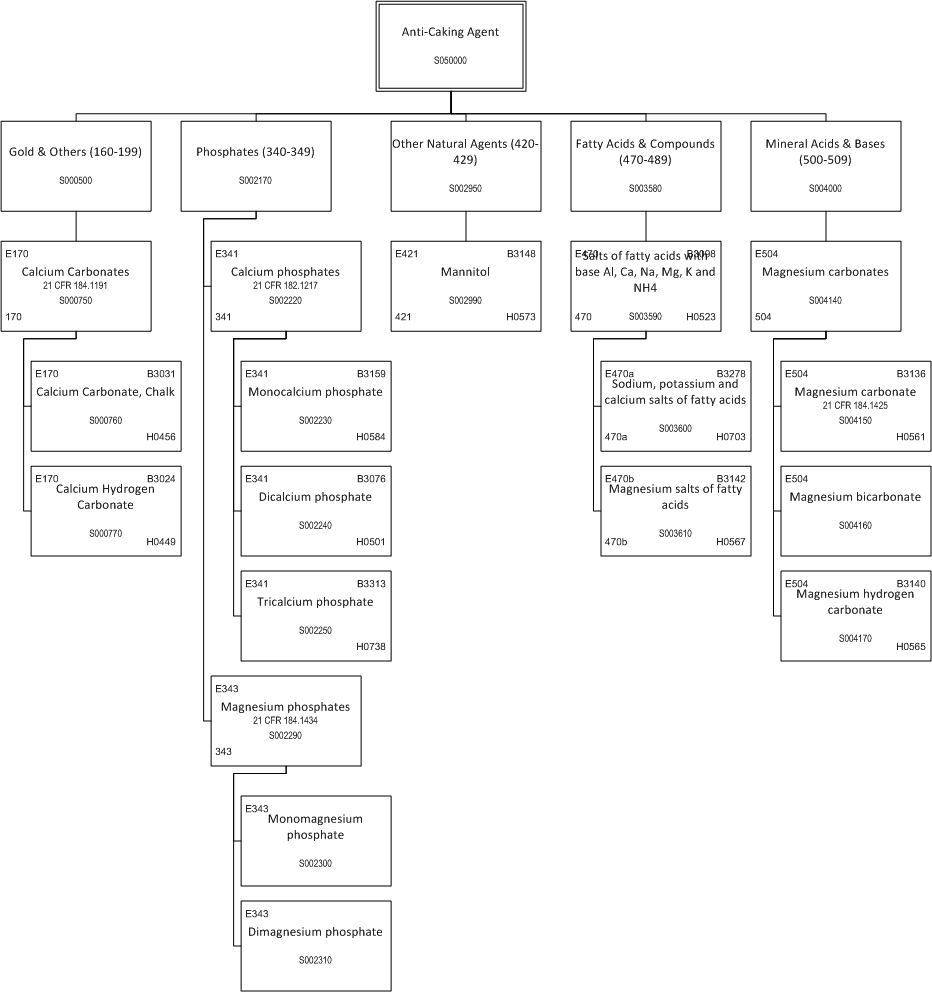 Anti-Caking Agent
S050000
Gold & Others (160-199)
S000500
Phosphates (340-349)
S002170
Other Natural Agents (420-
429)
S002950
Fatty Acids & Compounds
(470-489)
S003580
Mineral Acids & Bases
(500-509)
S004000
E170
Calcium Carbonates
21 CFR 184.1191
S000750
170
E341
Calcium phosphates
21 CFR 182.1217
S002220
341
E421 B3148
Mannitol
S002990
421 H0573
E470 B3098
Salts of fatty acids with
base Al, Ca, Na, Mg, K and
NH4
470 S003590 H0523
E504
Magnesium carbonates
S004140
504
E170 B3031
Calcium Carbonate, Chalk
S000760
H0456
E341 B3159
Monocalcium phosphate
S002230
H0584
E470a B3278
Sodium, potassium and
calcium salts of fatty acids
S003600
470a H0703
E504 B3136
Magnesium carbonate
21 CFR 184.1425
S004150
H0561
E170 B3024
Calcium Hydrogen
Carbonate
S000770
H0449
E341 B3076
Dicalcium phosphate
S002240
H0501
E470b B3142
Magnesium salts of fatty
acids
S003610
470b H0567
E504
Magnesium bicarbonate
S004160
E341 B3313
Tricalcium phosphate
S002250
H0738
E504 B3140
Magnesium hydrogen
carbonate
S004170
H0565
E343
Magnesium phosphates
21 CFR 184.1434
S002290
343
E343
Monomagnesium
phosphate
S002300
E343
Dimagnesium phosphate
S002310